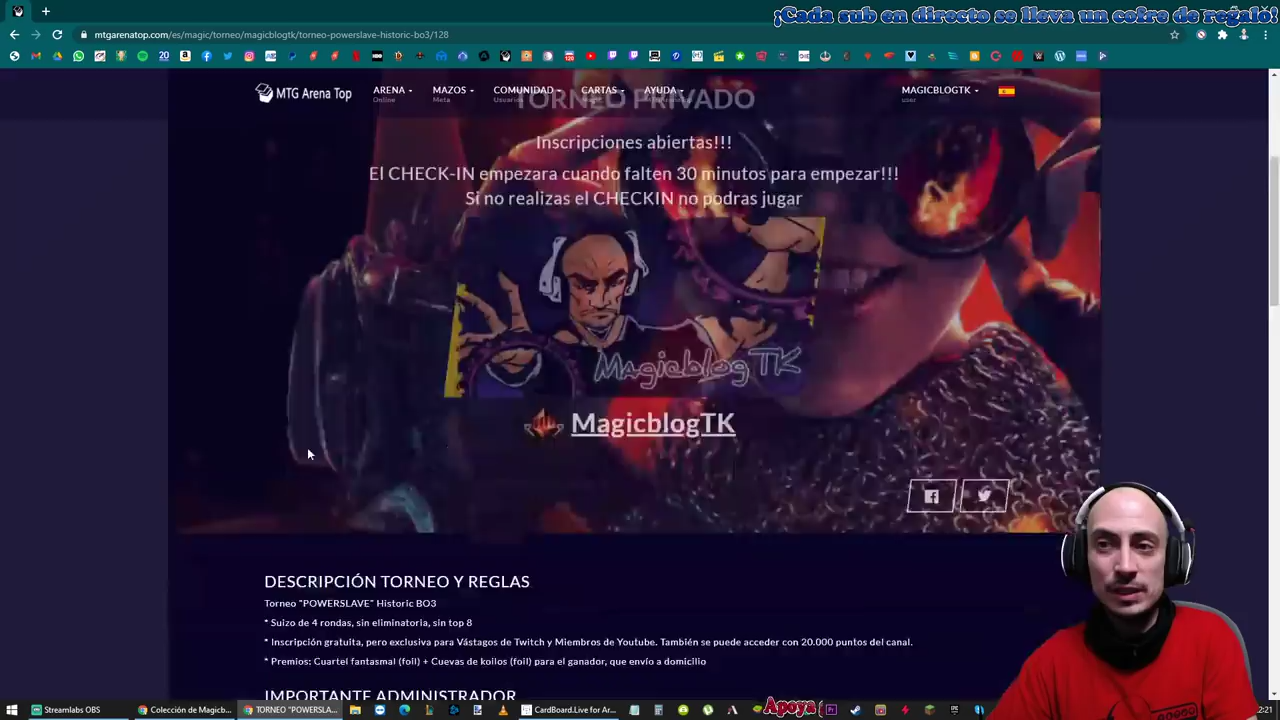 ¡Cada sub en directo se lleva un cofre de regalo!
mtgarenatop.com/es/magic/torneo/magicblogtk/torneo-powerslave-historic-bo3/128
MTG Arena Top
ARENA
Online
MAZOS
Meta
COMUNIDAD
Usuarios
CARTAS
AYUDA
MAGICBLOGTK
user
TORNEO PRIVADO
Inscripciones abiertas!!!
El CHECK-IN empezara cuando falten 30 minutos para empezar!!!
Si no realizas el CHECKIN no podras jugar
MagicblogTK
MagicblogTK
DESCRIPCIÓN TORNEO Y REGLAS
Torneo "POWERSLAVE" Historic BO3
* Suizo de 4 rondas, sin eliminatoria, sin top 8
* Inscripción gratuita, pero exclusiva para Vástagos de Twitch y Miembros de Youtube. También se puede acceder con 20.000 puntos del canal.
* Premios: Cuartel fantasmal (foil) + Cuevas de koilos (foil) para el ganador, que envío a domicilio
IMPORTANTE ADMINISTRADOR
Streamlabs OBS
Colección de Magicb...
TORNEO "POWERSLA...
CardBoard.Live for Ar...
Apoya